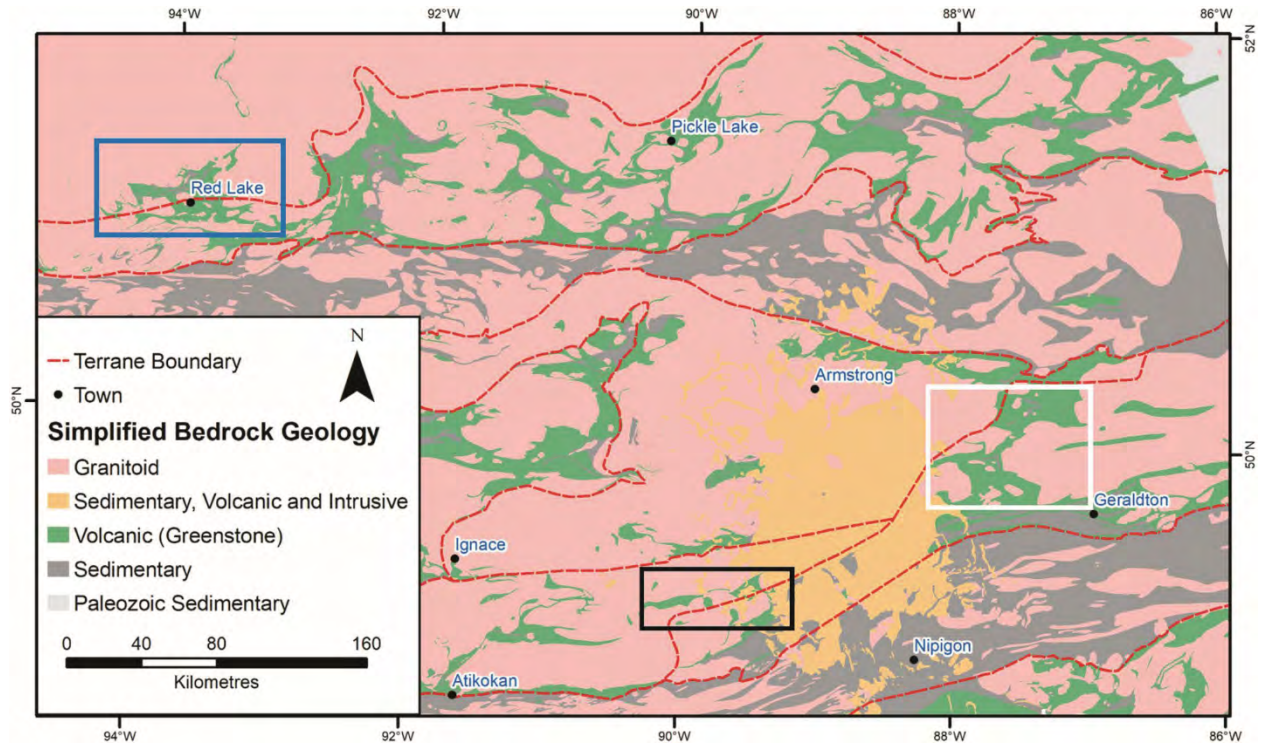 94°W 92°W 90°W 88°W 86°W
52°N
Pickle Lake
Red Lake
50°N
Armstrong
50°N
Geraldton
Ignace
Nipigon
Atikokan
N
Terrane Boundary
Town
Simplified Bedrock Geology
Granitoid
Sedimentary, Volcanic and Intrusive
Volcanic (Greenstone)
Sedimentary
Paleozoic Sedimentary
0 40 80 160
Kilometres
94°W 92°W 90°W 88°W 86°W